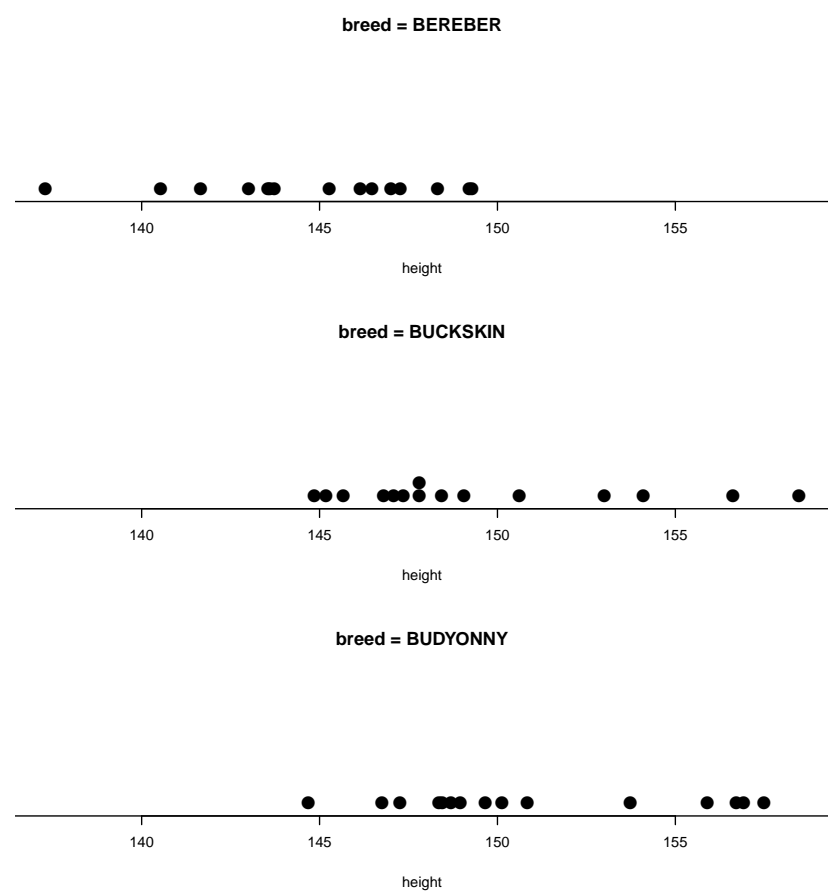 breed = BEREBER
140 145 150 155
height
breed = BUCKSKIN
140 145 150 155
height
breed = BUDYONNY
140 145 150 155
height